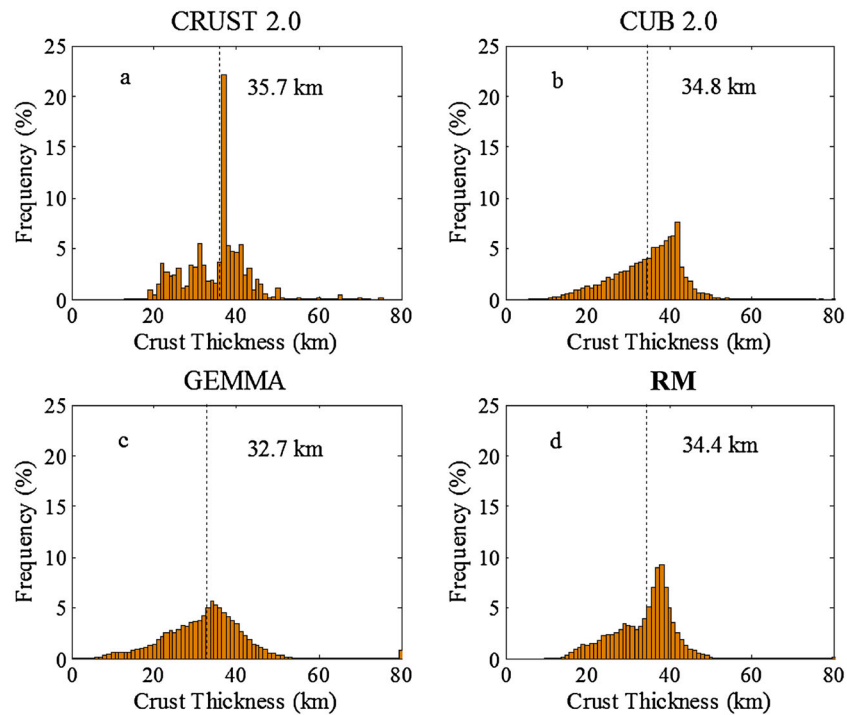 CRUST 2.0
a
35.7 km
25
20
15
10
5
0
Frequency (%)
0 20 40 60 80
Crust Thickness (km)
CUB 2.0
b
34.8 km
25
20
15
10
5
0
Frequency (%)
0 20 40 60 80
Crust Thickness (km)
GEMMA
c
32.7 km
25
20
15
10
5
0
Frequency (%)
0 20 40 60 80
Crust Thickness (km)
RM
d
34.4 km
25
20
15
10
5
0
Frequency (%)
0 20 40 60 80
Crust Thickness (km)